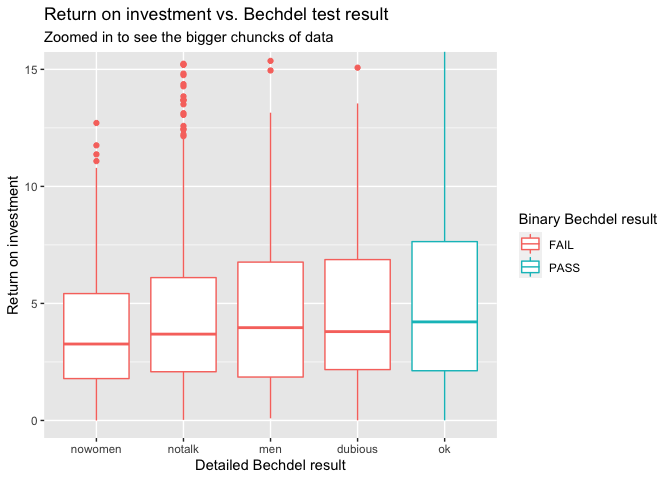 Return on investment vs. Bechdel test result
Zoomed in to see the bigger chuncks of data
Return on investment
15
10
5
0
nowomen notalk men dubious ok
Detailed Bechdel result
Binary Bechdel result
FAIL
PASS